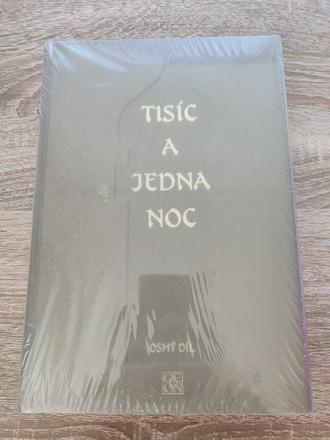 TISÍC
A
JEDNA
NOC
OSMÝ DÍL